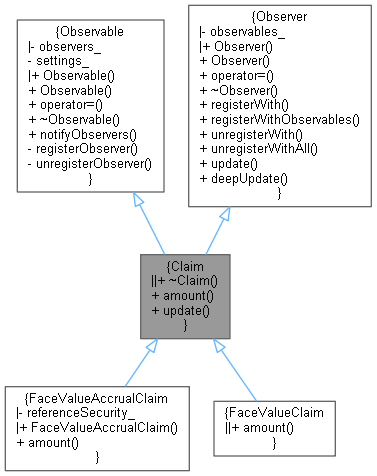 {Observable
|- observers_
- settings_
|+ Observable()
+ Observable()
+ operator=()
+ ~Observable()
+ notifyObservers()
- registerObserver()
- unregisterObserver()
}
{Observer
|- observables_
|+ Observer()
+ Observer()
+ operator=()
+ ~Observer()
+ registerWith()
+ registerWithObservables()
+ unregisterWith()
+ unregisterWithAll()
+ update()
+ deepUpdate()
}
{Claim
||+ ~Claim()
+ amount()
+ update()
}
{FaceValueAccrualClaim
|- referenceSecurity_
|+ FaceValueAccrualClaim()
+ amount()
}
{FaceValueClaim
||+ amount()
}